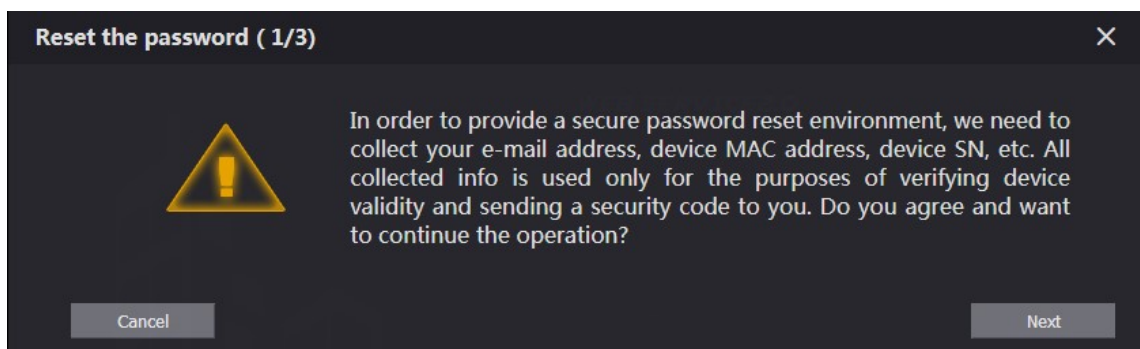 Reset the password ( 1/3)
In order to provide a secure password reset environment, we need to
collect your e-mail address, device MAC address, device SN, etc. All
collected info is used only for the purposes of verifying device
validity and sending a security code to you. Do you agree and want
to continue the operation?
Cancel
Next